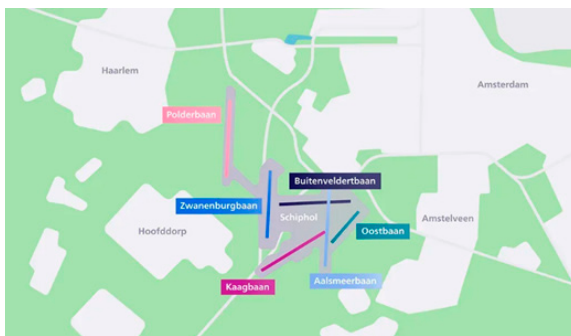 Haarlem
Amsterdam
Polderbaan
Buitenveldertbaan
Zwanenburgbaan
Schiphol
Amstelveen
Hoofddorp
Oostbaan
Kaagbaan
Aalsmeerbaan